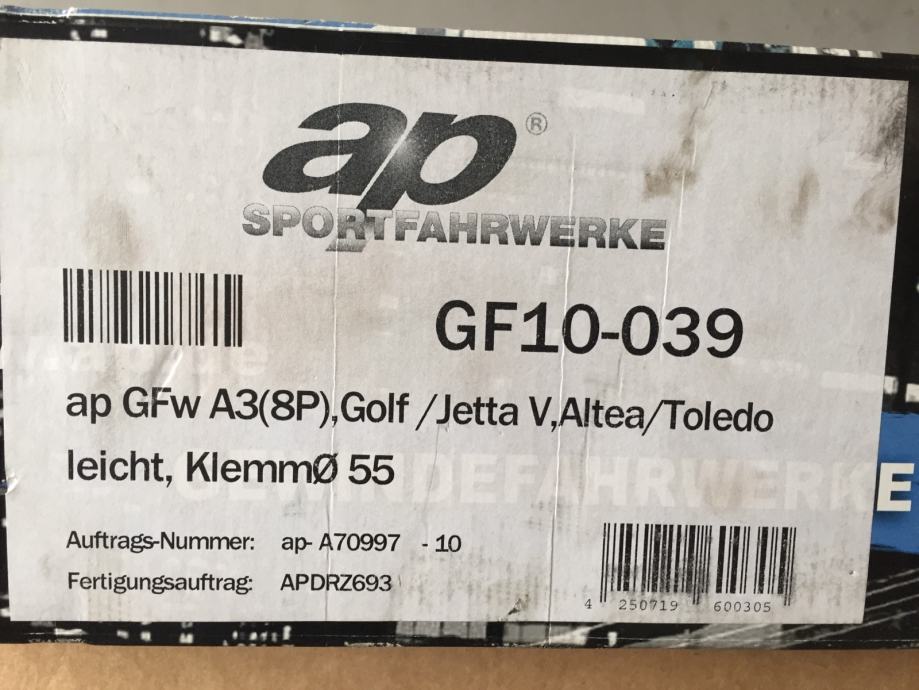 ap®
SPORTFAHRWERKE
GF10-039
ap GFw A3(8P),Golf /Jetta V,Altea/Toledo
leicht, KlemmØ 55
GEWINDEFAHRWERKE
Auftrags-Nummer: ap- A70997 - 10
Fertigungsauftrag: APDRZ693
4 250719 600305